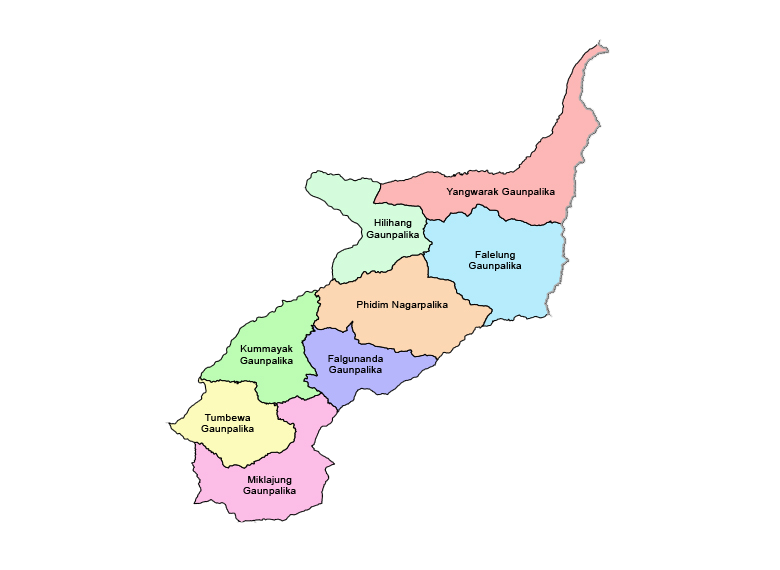 Yangwarak Gaunpalika
Hilihang
Gaunpalika
Falelung
Gaunpalika
Phidim Nagarpalika
Kummayak
Gaunpalika
Falgunanda
Gaunpalika
Tumbewa
Gaunpalika
Miklajung
Gaunpalika